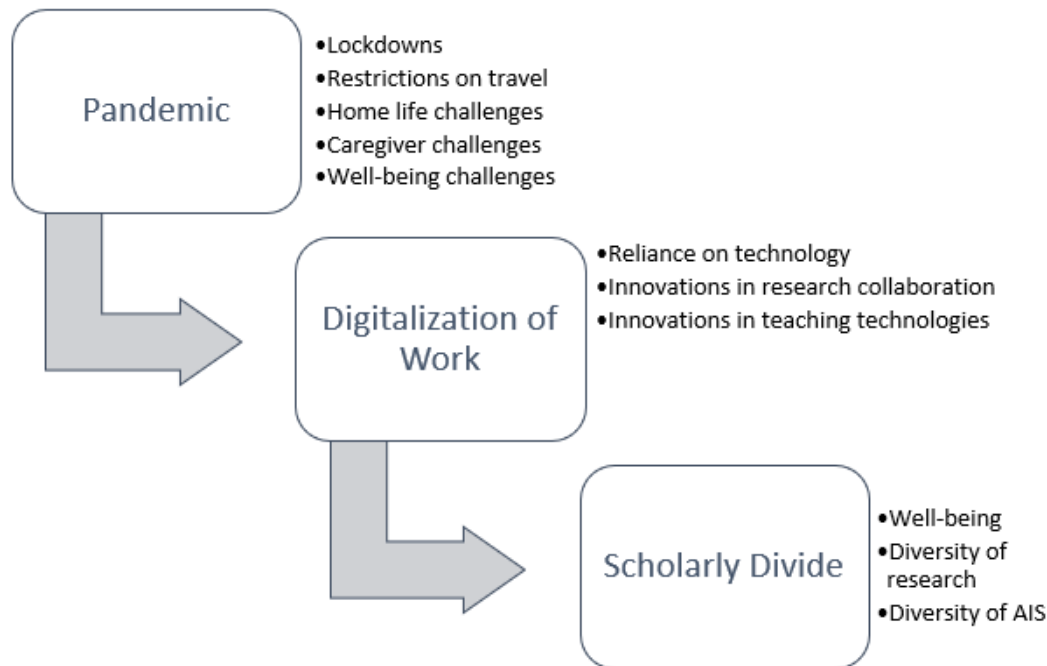 Pandemic
•Lockdowns
•Restrictions on travel
•Home life challenges
•Caregiver challenges
•Well-being challenges
Digitalization of
Work
•Reliance on technology
•Innovations in research collaboration
•Innovations in teaching technologies
Scholarly Divide
•Well-being
•Diversity of
research
•Diversity of AIS